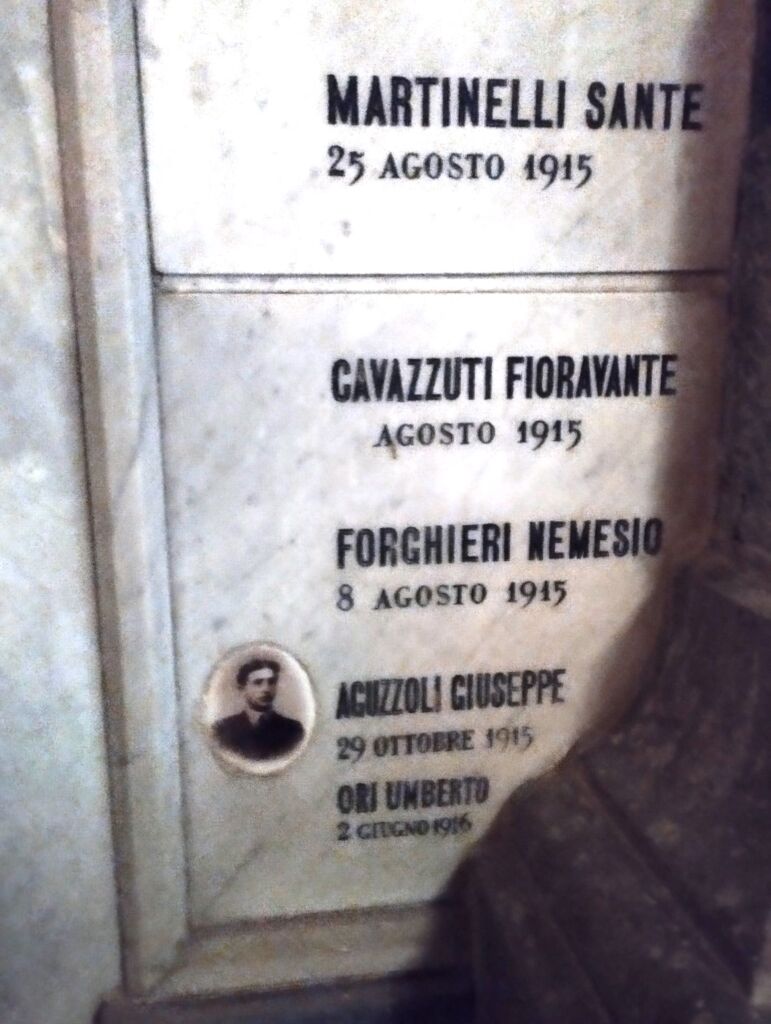 MARTINELLI SANTE
25 AGOSTO 1915
CAVAZZUTI FIORAVANTE
AGOSTO 1915
FORGHIERI NEMESIO
8 AGOSTO 1915
AGUZZOLI GIUSEPPE
29 OTTOBRE 1915
ORI UMBERTO
2 GIUGNO 1916